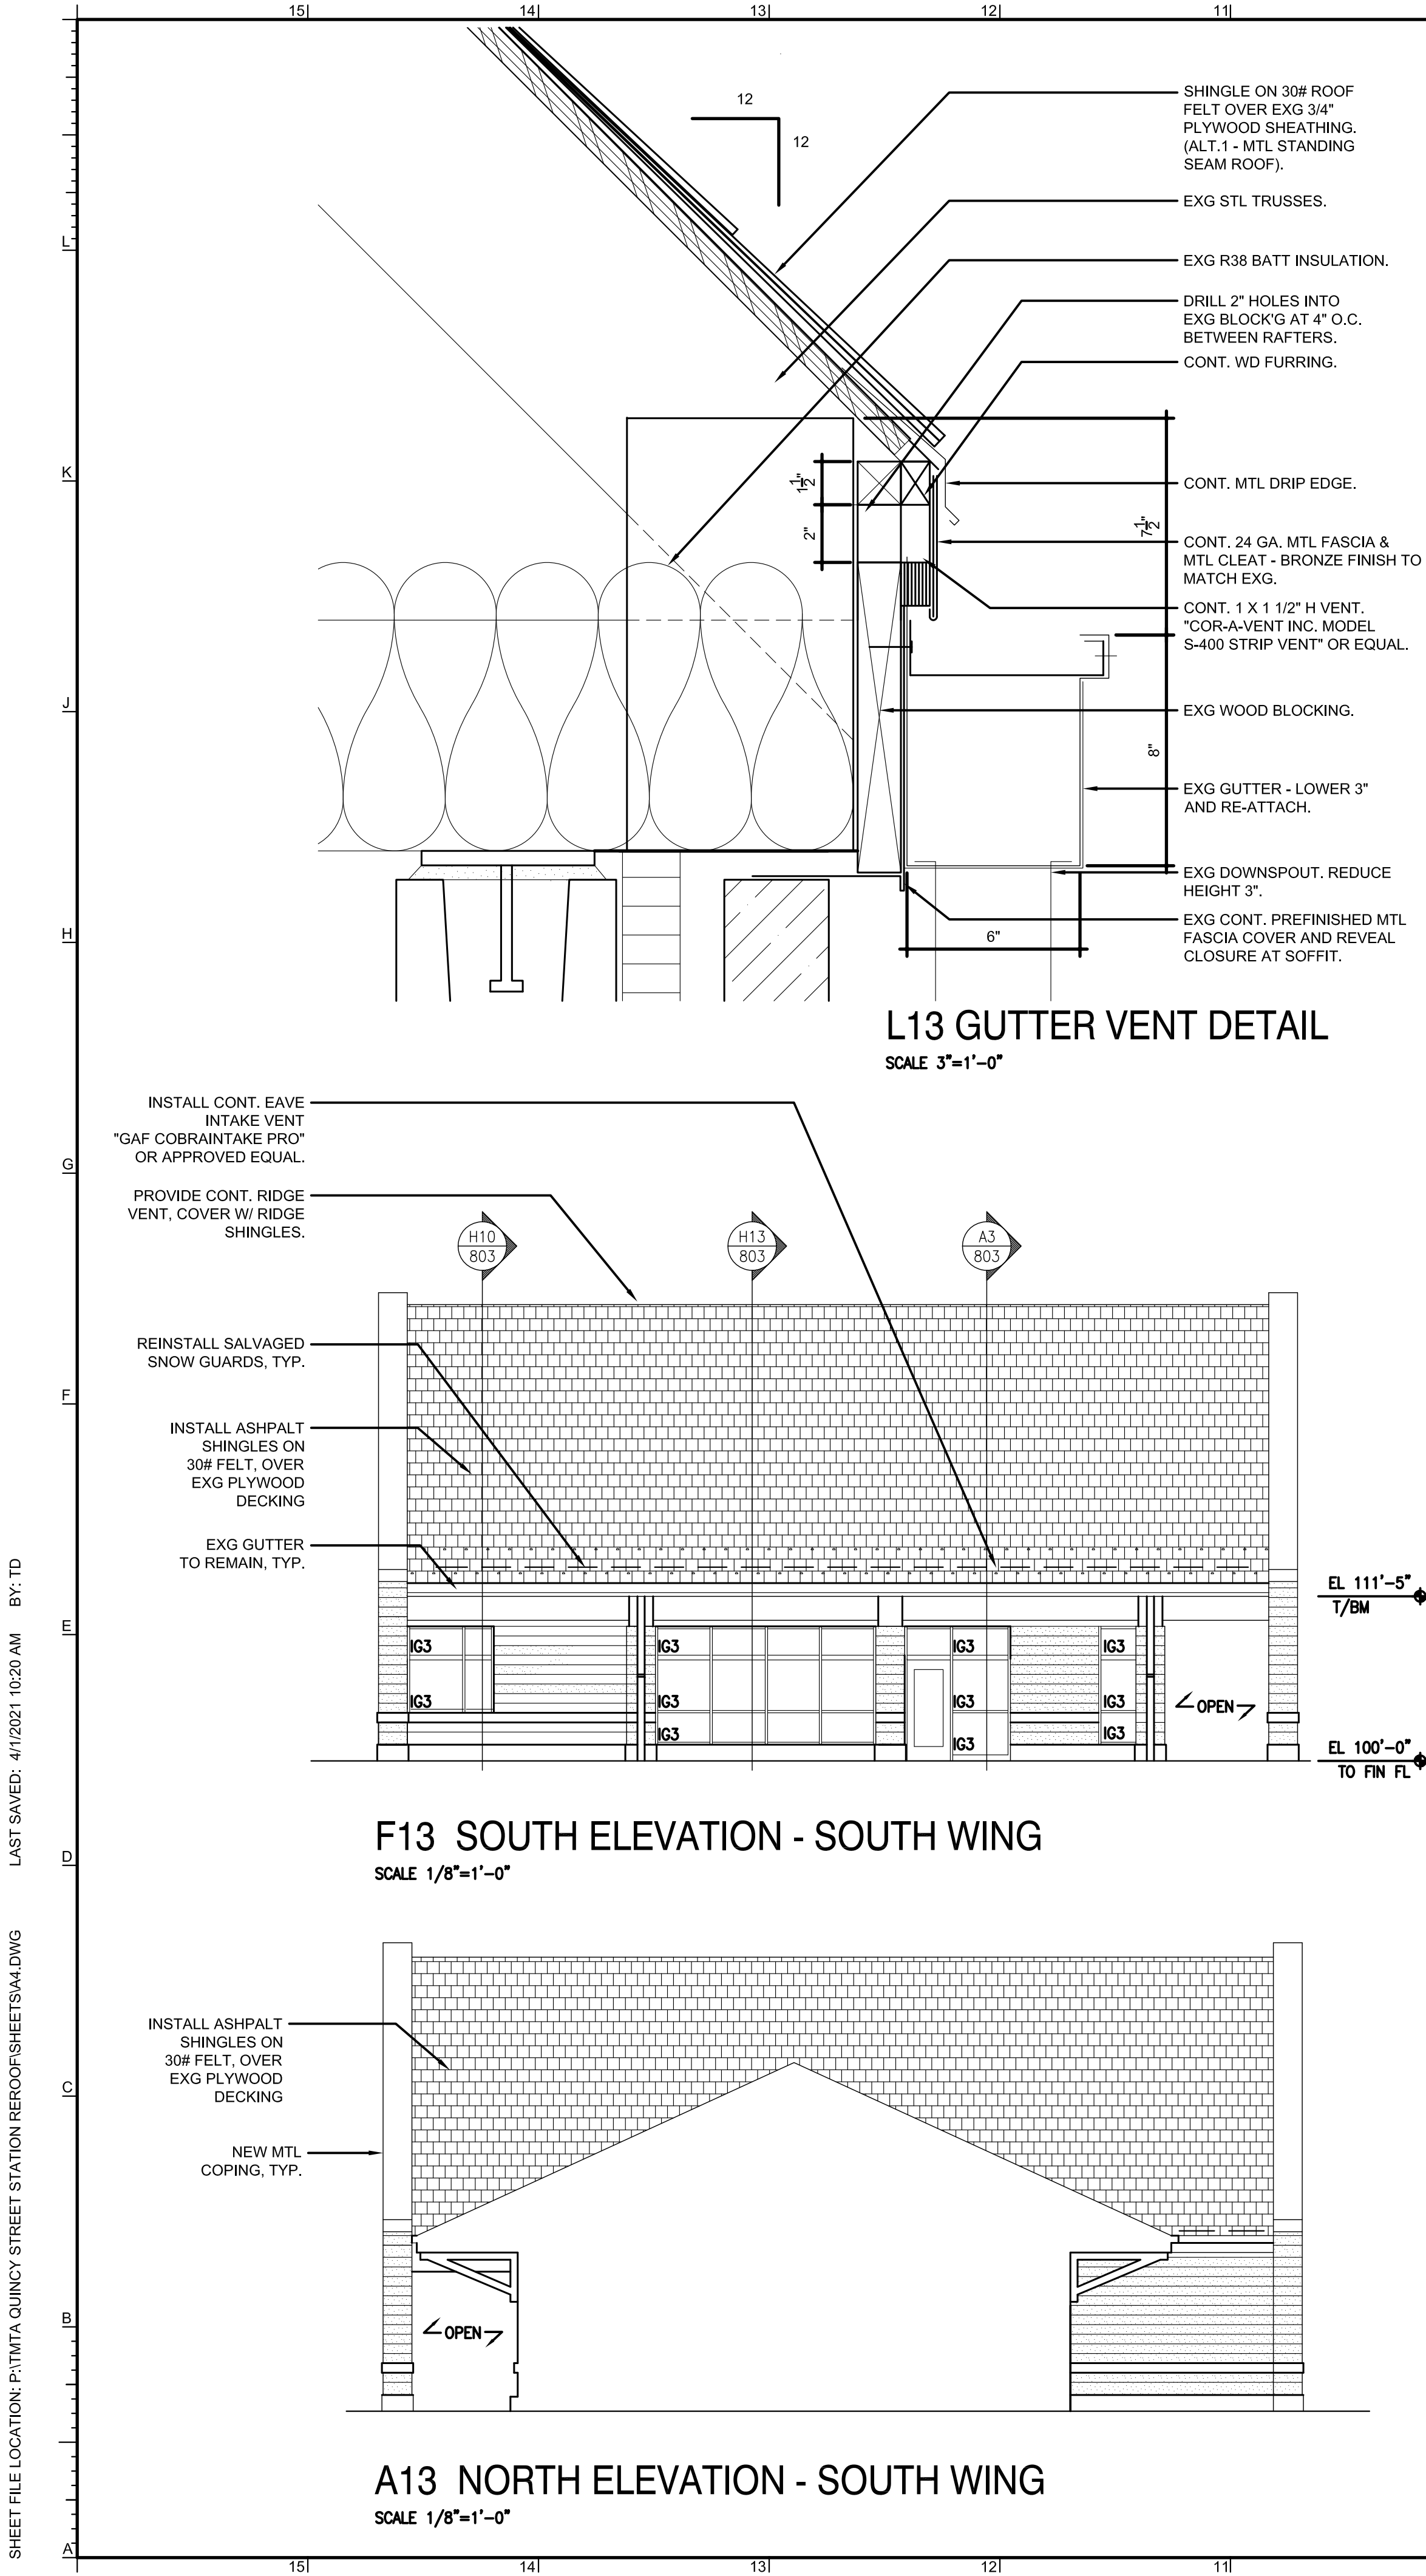 15
14
13
12
11
12
12
SHINGLE ON 30# ROOF
FELT OVER EXG 3/4"
PLYWOOD SHEATHING.
(ALT.1 - MTL STANDING
SEAM ROOF).
EXG STL TRUSSES.
EXG R38 BATT INSULATION.
DRILL 2" HOLES INTO
EXG BLOCK'G AT 4" O.C.
BETWEEN RAFTERS.
CONT. WD FURRING.
CONT. MTL DRIP EDGE.
CONT. 24 GA. MTL FASCIA &
MTL CLEAT - BRONZE FINISH TO
MATCH EXG.
CONT. 1 X 1 1/2" H VENT.
"COR-A-VENT INC. MODEL
S-400 STRIP VENT" OR EQUAL.
EXG WOOD BLOCKING.
EXG GUTTER - LOWER 3"
AND RE-ATTACH.
EXG DOWNSPOUT. REDUCE
HEIGHT 3".
EXG CONT. PREFINISHED MTL
FASCIA COVER AND REVEAL
CLOSURE AT SOFFIT.
1 1/2"
2"
7 1/2"
8"
6"
L13 GUTTER VENT DETAIL
SCALE 3"=1'-0"
INSTALL CONT. EAVE
INTAKE VENT
"GAF COBRAINTAKE PRO"
OR APPROVED EQUAL.
PROVIDE CONT. RIDGE
VENT, COVER W/ RIDGE
SHINGLES.
H10
803
H13
803
A3
803
REINSTALL SALVAGED
SNOW GUARDS, TYP.
INSTALL ASHPALT
SHINGLES ON
30# FELT, OVER
EXG PLYWOOD
DECKING
EXG GUTTER
TO REMAIN, TYP.
EL 111'-5"
T/BM
IG3
IG3
IG3
IG3
IG3
IG3
IG3
IG3
IG3
IG3
IG3
OPEN
EL 100'-0"
TO FIN FL
F13 SOUTH ELEVATION - SOUTH WING
SCALE 1/8"=1'-0"
INSTALL ASHPALT
SHINGLES ON
30# FELT, OVER
EXG PLYWOOD
DECKING
NEW MTL
COPING, TYP.
OPEN
A13 NORTH ELEVATION - SOUTH WING
SCALE 1/8"=1'-0"
L
K
J
H
G
F
E
D
C
B
A
SHEET FILE LOCATION: P:\TMTA QUINCY STREET STATION REROOF\SHEETS\A4.DWG LAST SAVED: 4/1/2021 10:20 AM BY: TD
15
14
13
12
11